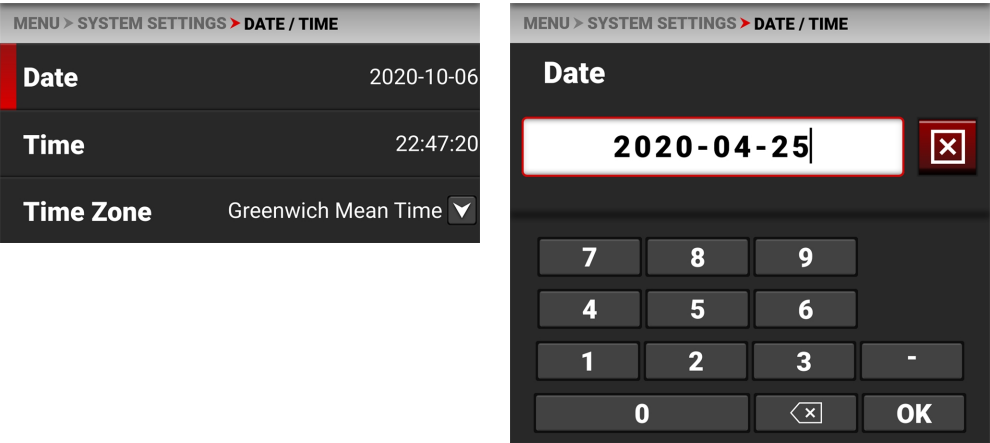 MENU > SYSTEM SETTINGS > DATE / TIME
Date 2020-10-06
Time 22:47:20
Time Zone Greenwich Mean Time
MENU > SYSTEM SETTINGS > DATE / TIME
Date
2020-04-25
7 8 9
4 5 6
1 2 3 -
0 OK